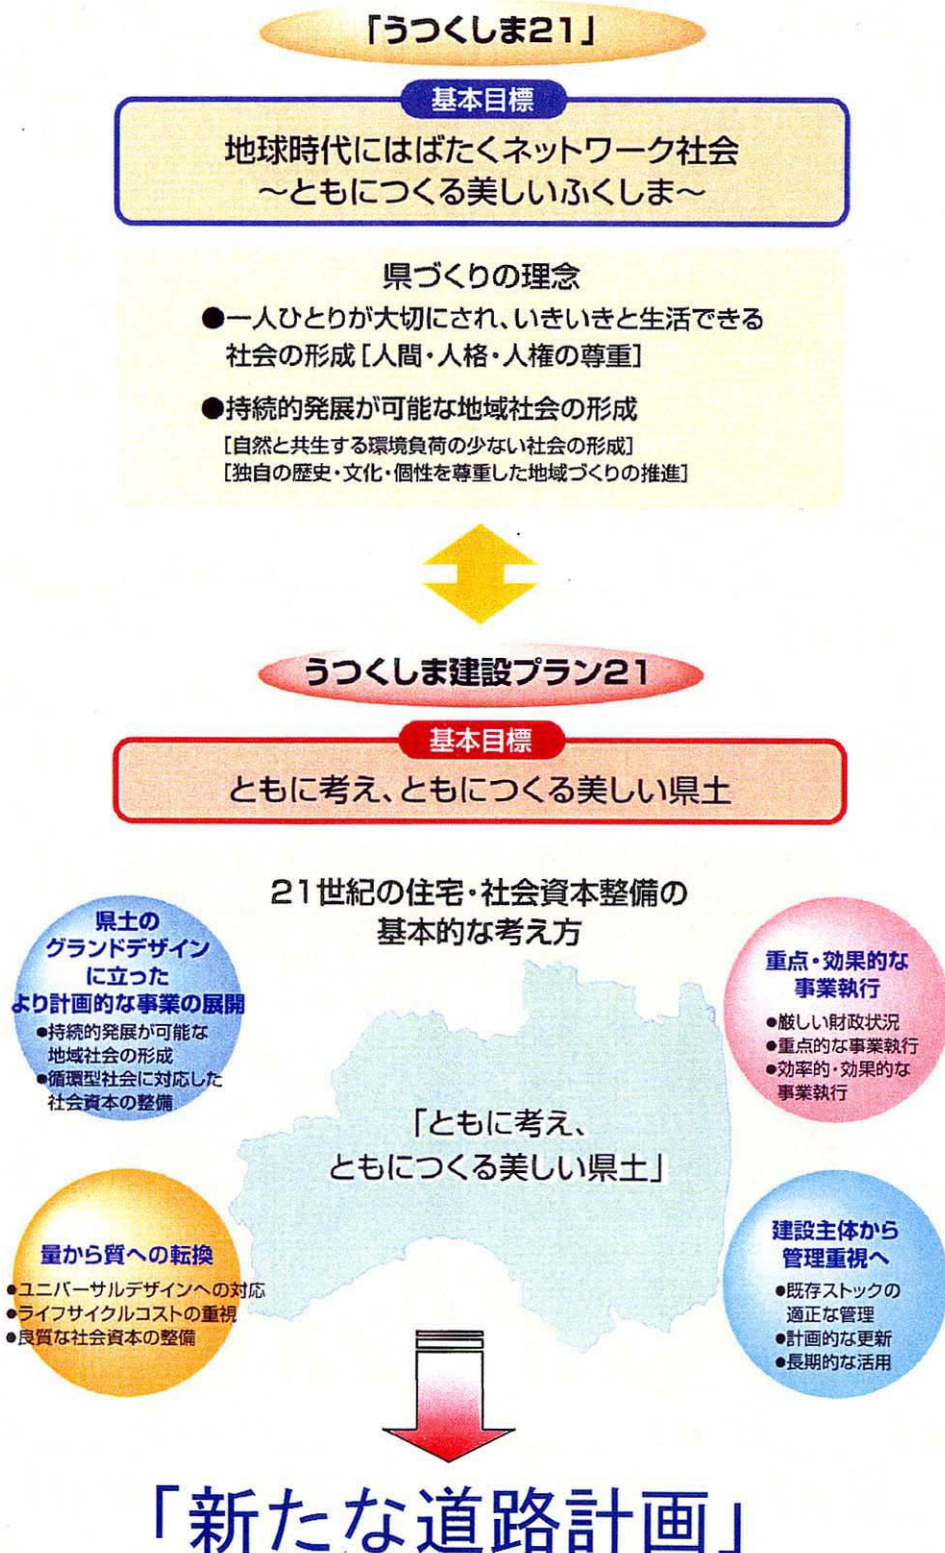 「うつくしま21」
基本目標
地球時代にはばたくネットワーク社会
～ともにつくる美しいふくしま～
県づくりの理念
●一人ひとりが大切にされ、いきいきと生活できる
社会の形成[人間・人格・人権の尊重]
●持続的発展が可能な地域社会の形成
[自然と共生する環境負荷の少ない社会の形成]
[独自の歴史・文化・個性を尊重した地域づくりの推進]
うつくしま建設プラン21
基本目標
ともに考え、ともにつくる美しい県土
21世紀の住宅・社会資本整備の
基本的な考え方
県土の
グランドデザイン
に立った
より計画的な事業の展開
●持続的発展が可能な
地域社会の形成
●循環型社会に対応した
社会資本の整備
重点・効果的な
事業執行
●厳しい財政状況
●重点的な事業執行
●効率的・効果的な
事業執行
「ともに考え、
ともにつくる美しい県土」
量から質への転換
●ユニバーサルデザインへの対応
●ライフサイクルコストの重視
●良質な社会資本の整備
建設主体から
管理重視へ
●既存ストックの
適正な管理
●計画的な更新
●長期的な活用
「新たな道路計画」